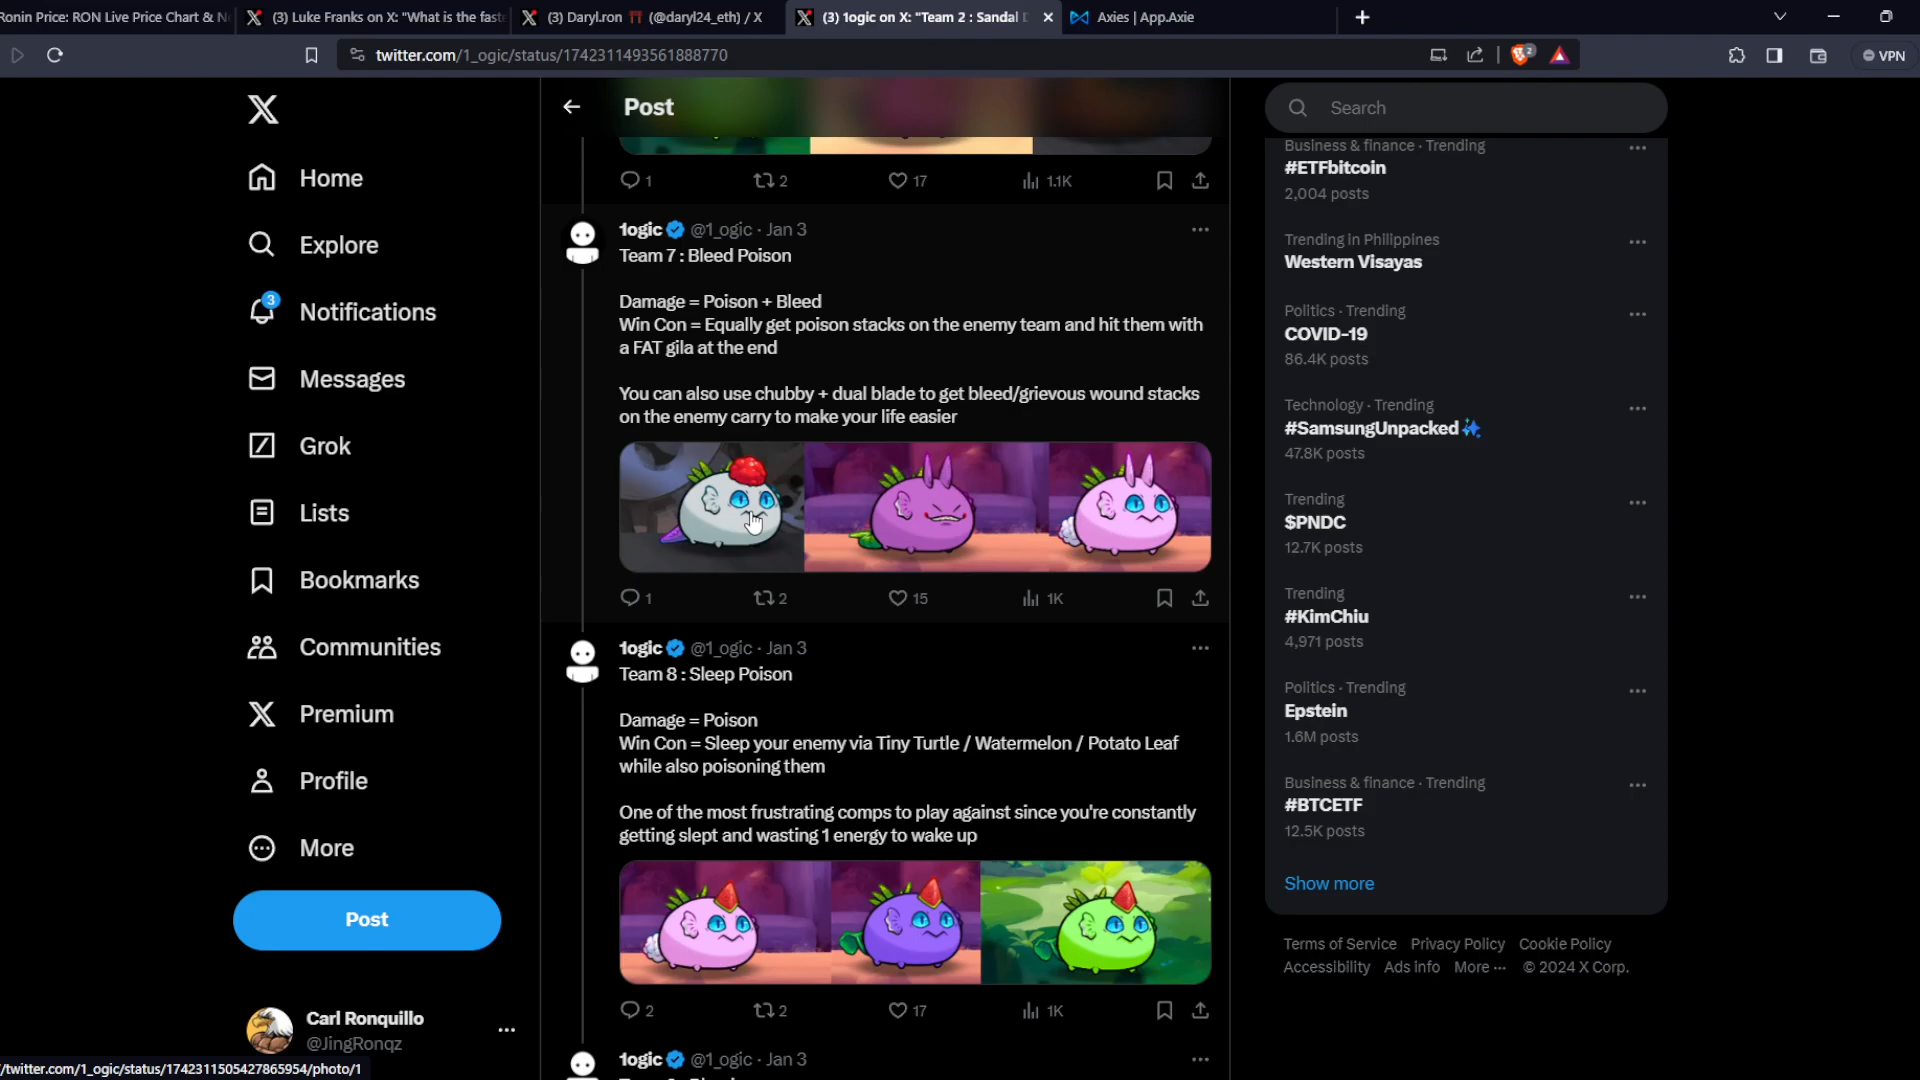 Ronin Price: RON Live Price Chart & N
(3) Luke Franks on X: "What is the faste
(3) Daryl.ron ⛩ (@daryl24_eth) / X
(3) 1ogic on X: "Team 2 : Sandal D
Axies | App.Axie
twitter.com/1_ogic/status/1742311493561888770
2
VPN
Home
Explore
3
Notifications
Messages
Grok
Lists
Bookmarks
Communities
Premium
Profile
More
Post
Carl Ronquillo
@JingRonqz
/twitter.com/1_ogic/status/1742311505427865954/photo/1
Post
1
2
17
1.1K
1ogic @1_ogic · Jan 3
Team 7 : Bleed Poison
Damage = Poison + Bleed
Win Con = Equally get poison stacks on the enemy team and hit them with
a FAT gila at the end
You can also use chubby + dual blade to get bleed/grievous wound stacks
on the enemy carry to make your life easier
1
2
15
1K
1ogic @1_ogic · Jan 3
Team 8 : Sleep Poison
Damage = Poison
Win Con = Sleep your enemy via Tiny Turtle / Watermelon / Potato Leaf
while also poisoning them
One of the most frustrating comps to play against since you're constantly
getting slept and wasting 1 energy to wake up
2
2
17
1K
1ogic @1_ogic · Jan 3
Search
Business & finance · Trending
#ETFbitcoin
2,004 posts
Trending in Philippines
Western Visayas
Politics · Trending
COVID-19
86.4K posts
Technology · Trending
#SamsungUnpacked
47.8K posts
Trending
$PNDC
12.7K posts
Trending
#KimChiu
4,971 posts
Politics · Trending
Epstein
1.6M posts
Business & finance · Trending
#BTCETF
12.5K posts
Show more
Terms of Service Privacy Policy Cookie Policy
Accessibility Ads info More ··· © 2024 X Corp.